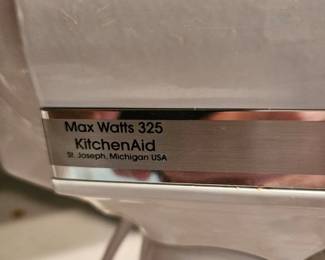 Max Watts 325
KitchenAid
St. Joseph, Michigan USA